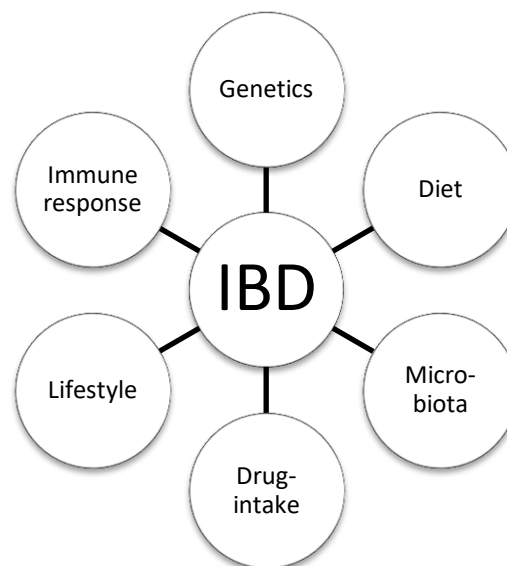 Genetics
Immune
response
Diet
IBD
Lifestyle
Micro-
biota
Drug-
intake